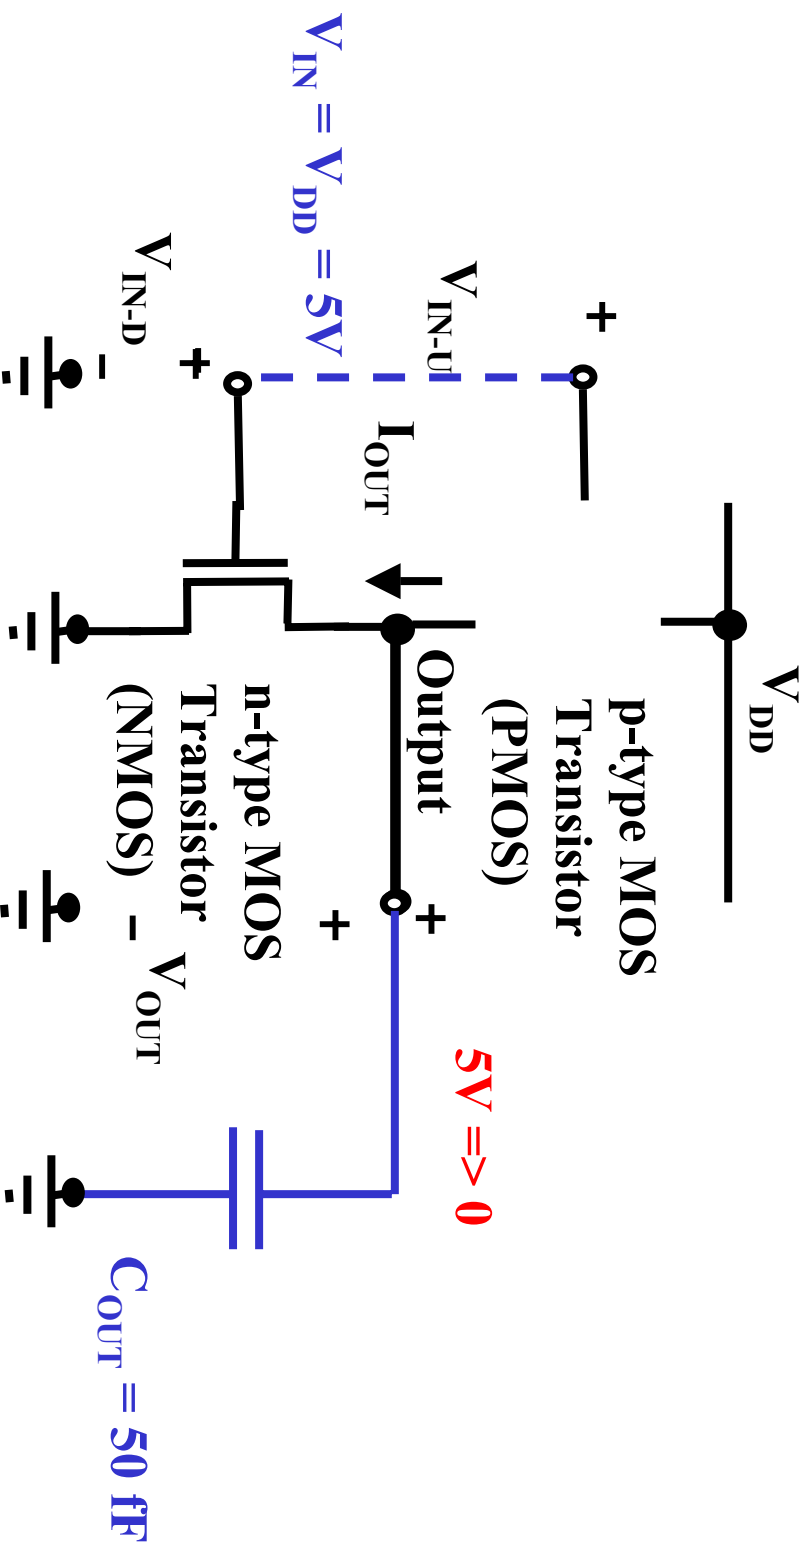 V_DD
p-type MOS
Transistor
(PMOS)
+
V_IN-U
V_IN = V_DD = 5V
I_OUT
Output
5V => 0
+
+
+
V_IN-D
–
n-type MOS
Transistor
(NMOS)
V_OUT
–
C_OUT = 50 fF